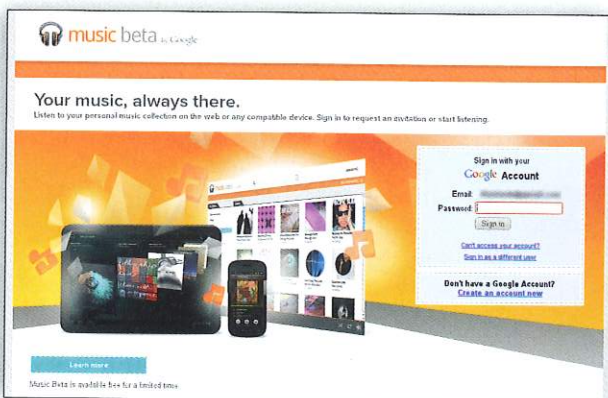 music beta by Google
Your music, always there.
Listen to your personal music collection on the web or any compatible device. Sign in to request an invitation or start listening.
Sign in with your
Google Account
Email:
Password:
Sign in
Can't access your account?
Sign in as a different user
Don't have a Google Account?
Create an account now
Learn more
Music Beta is available free for a limited time